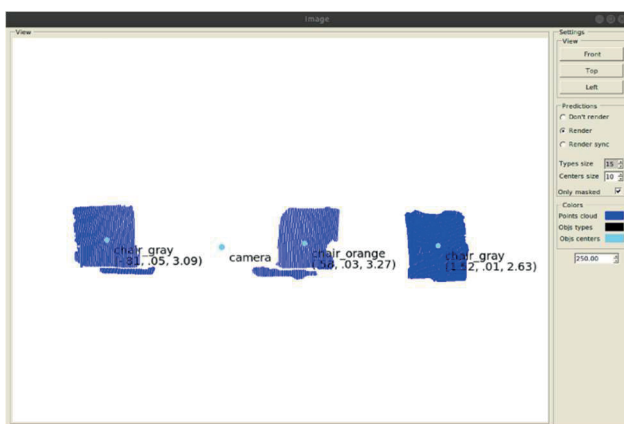 Image
View
Settings
View
Front
Top
Left
Predictions
Don't render
Render
Render sync
Types size 15
Centers size 10
Only masked
Colors
Points cloud
Objs types
Objs centers
250.00
chair_gray
.05, 3.09)
camera
chair_orange
.03, 3.27)
chair_gray
(1.52, .01, 2.63)